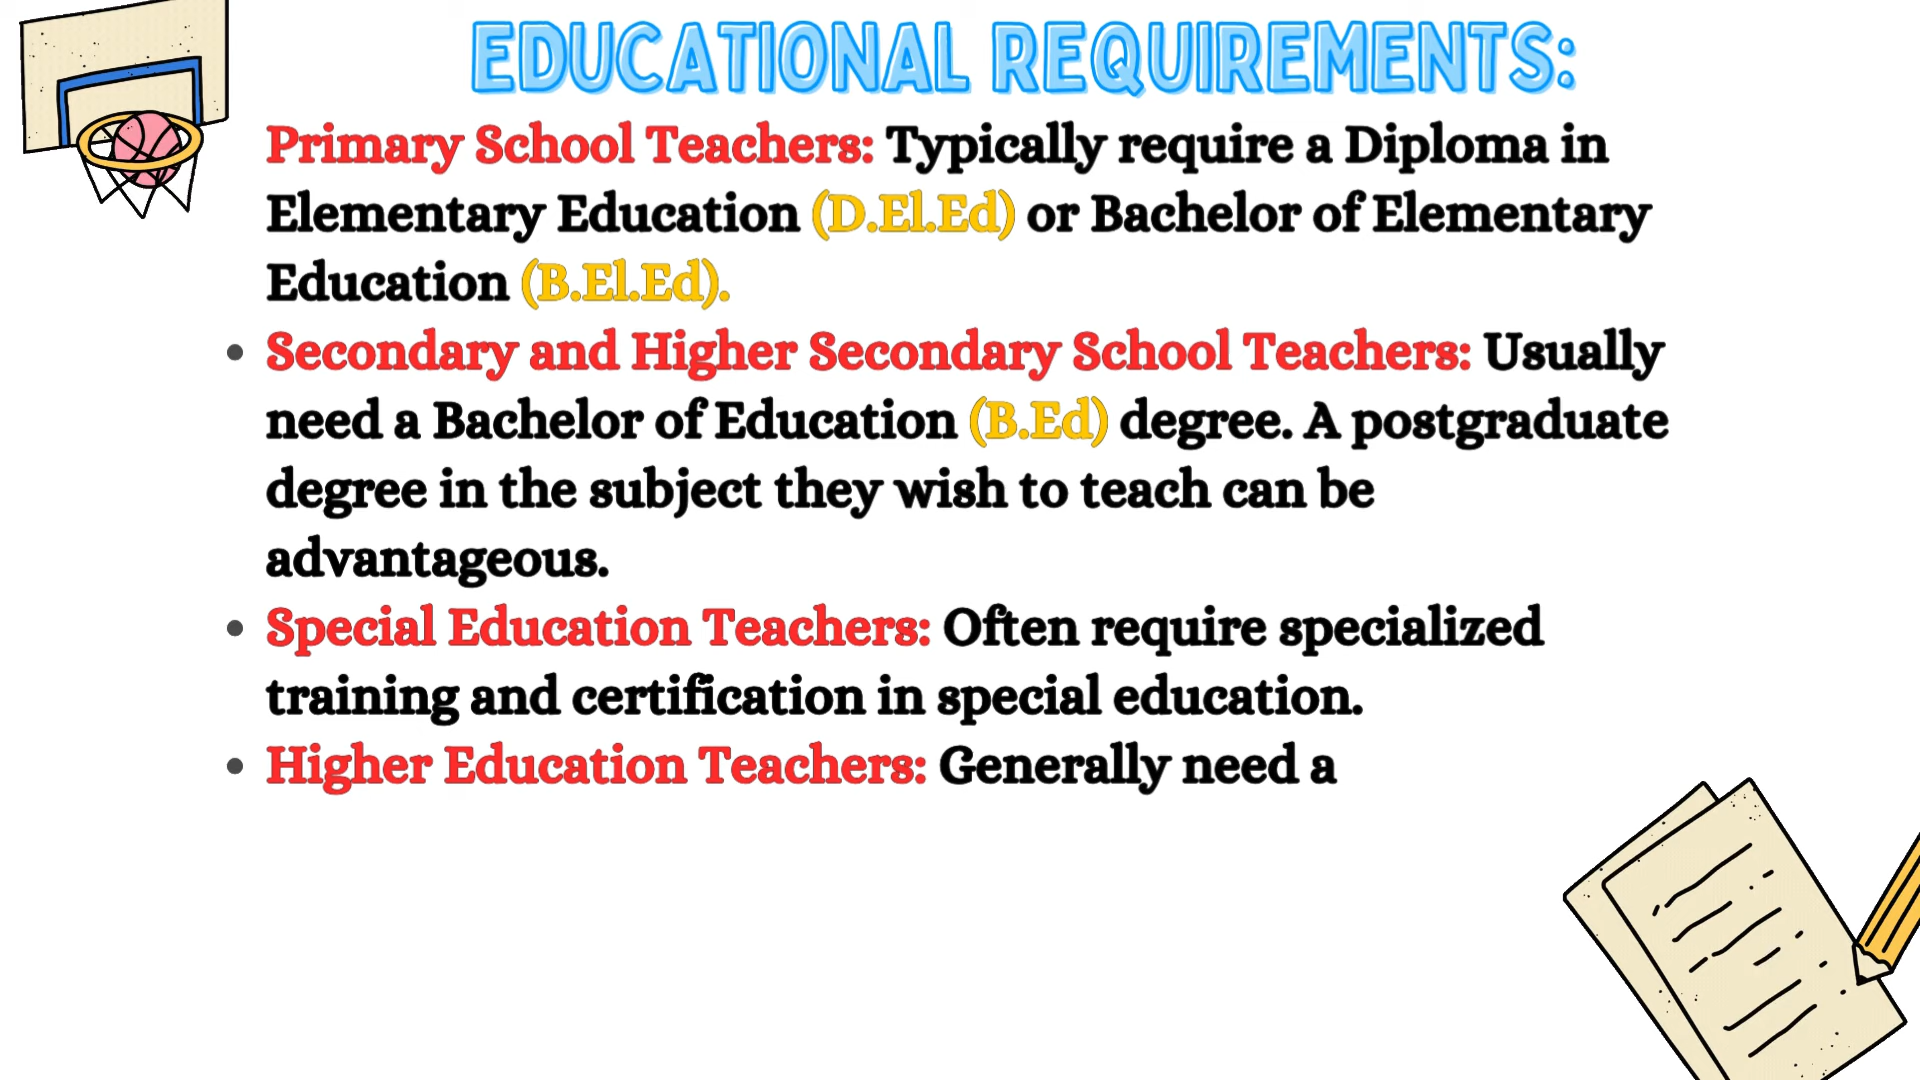 EDUCATIONAL REQUIREMENTS:
Primary School Teachers: Typically require a Diploma in
Elementary Education (D.El.Ed) or Bachelor of Elementary
Education (B.El.Ed).
• Secondary and Higher Secondary School Teachers: Usually
need a Bachelor of Education (B.Ed) degree. A postgraduate
degree in the subject they wish to teach can be
advantageous.
• Special Education Teachers: Often require specialized
training and certification in special education.
• Higher Education Teachers: Generally need a